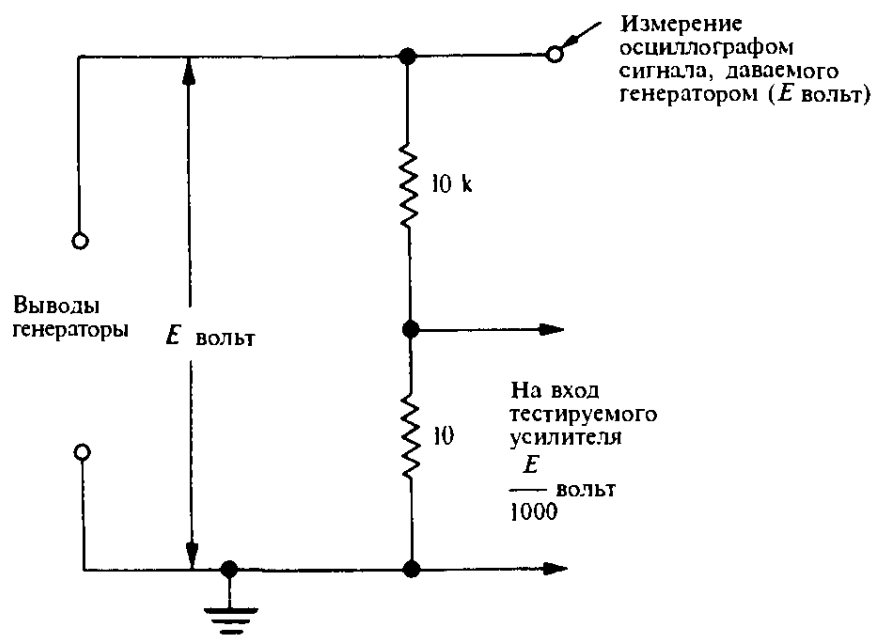 Измерение
осциллографом
сигнала, даваемого
генератором (E вольт)
10 k
Выводы
генераторы
E вольт
На вход
тестируемого
усилителя
E
вольт
1000
10